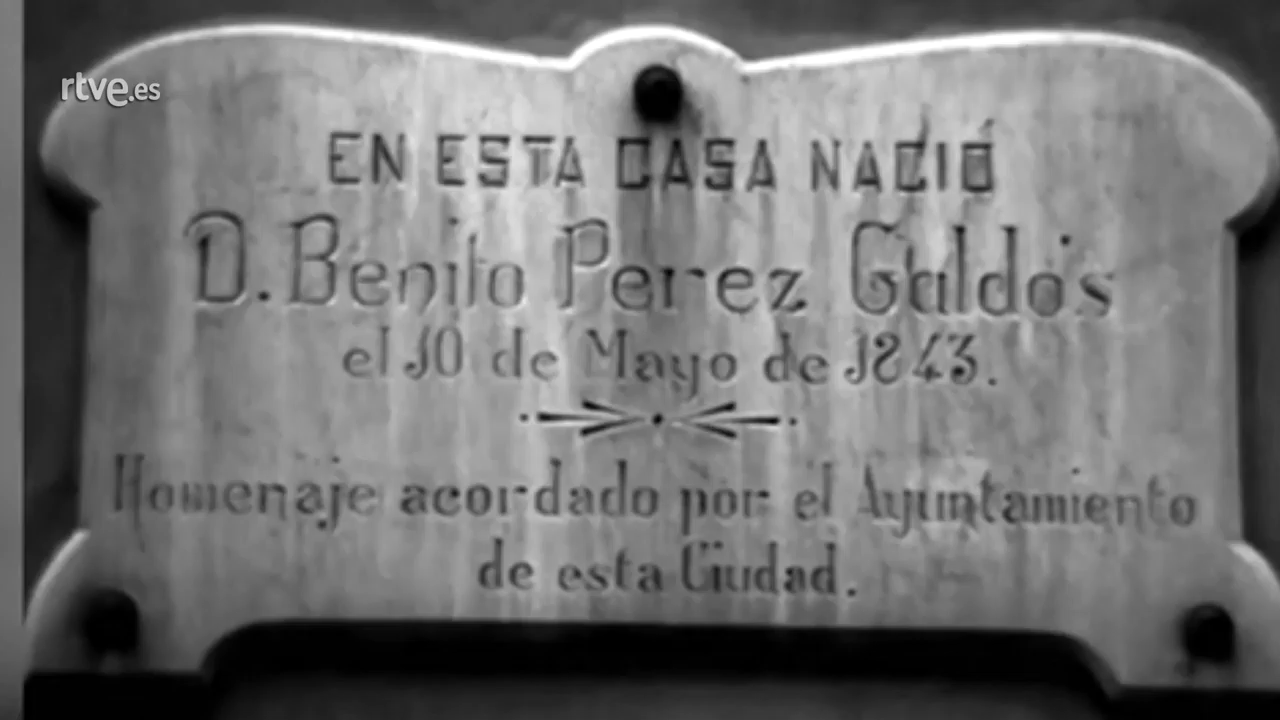 rtve.es
EN ESTA CASA NACIÓ
D. Benito Perez Galdós
el 10 de Mayo de 1843.
Homenaje acordado por el Ayuntamiento
de esta Ciudad.